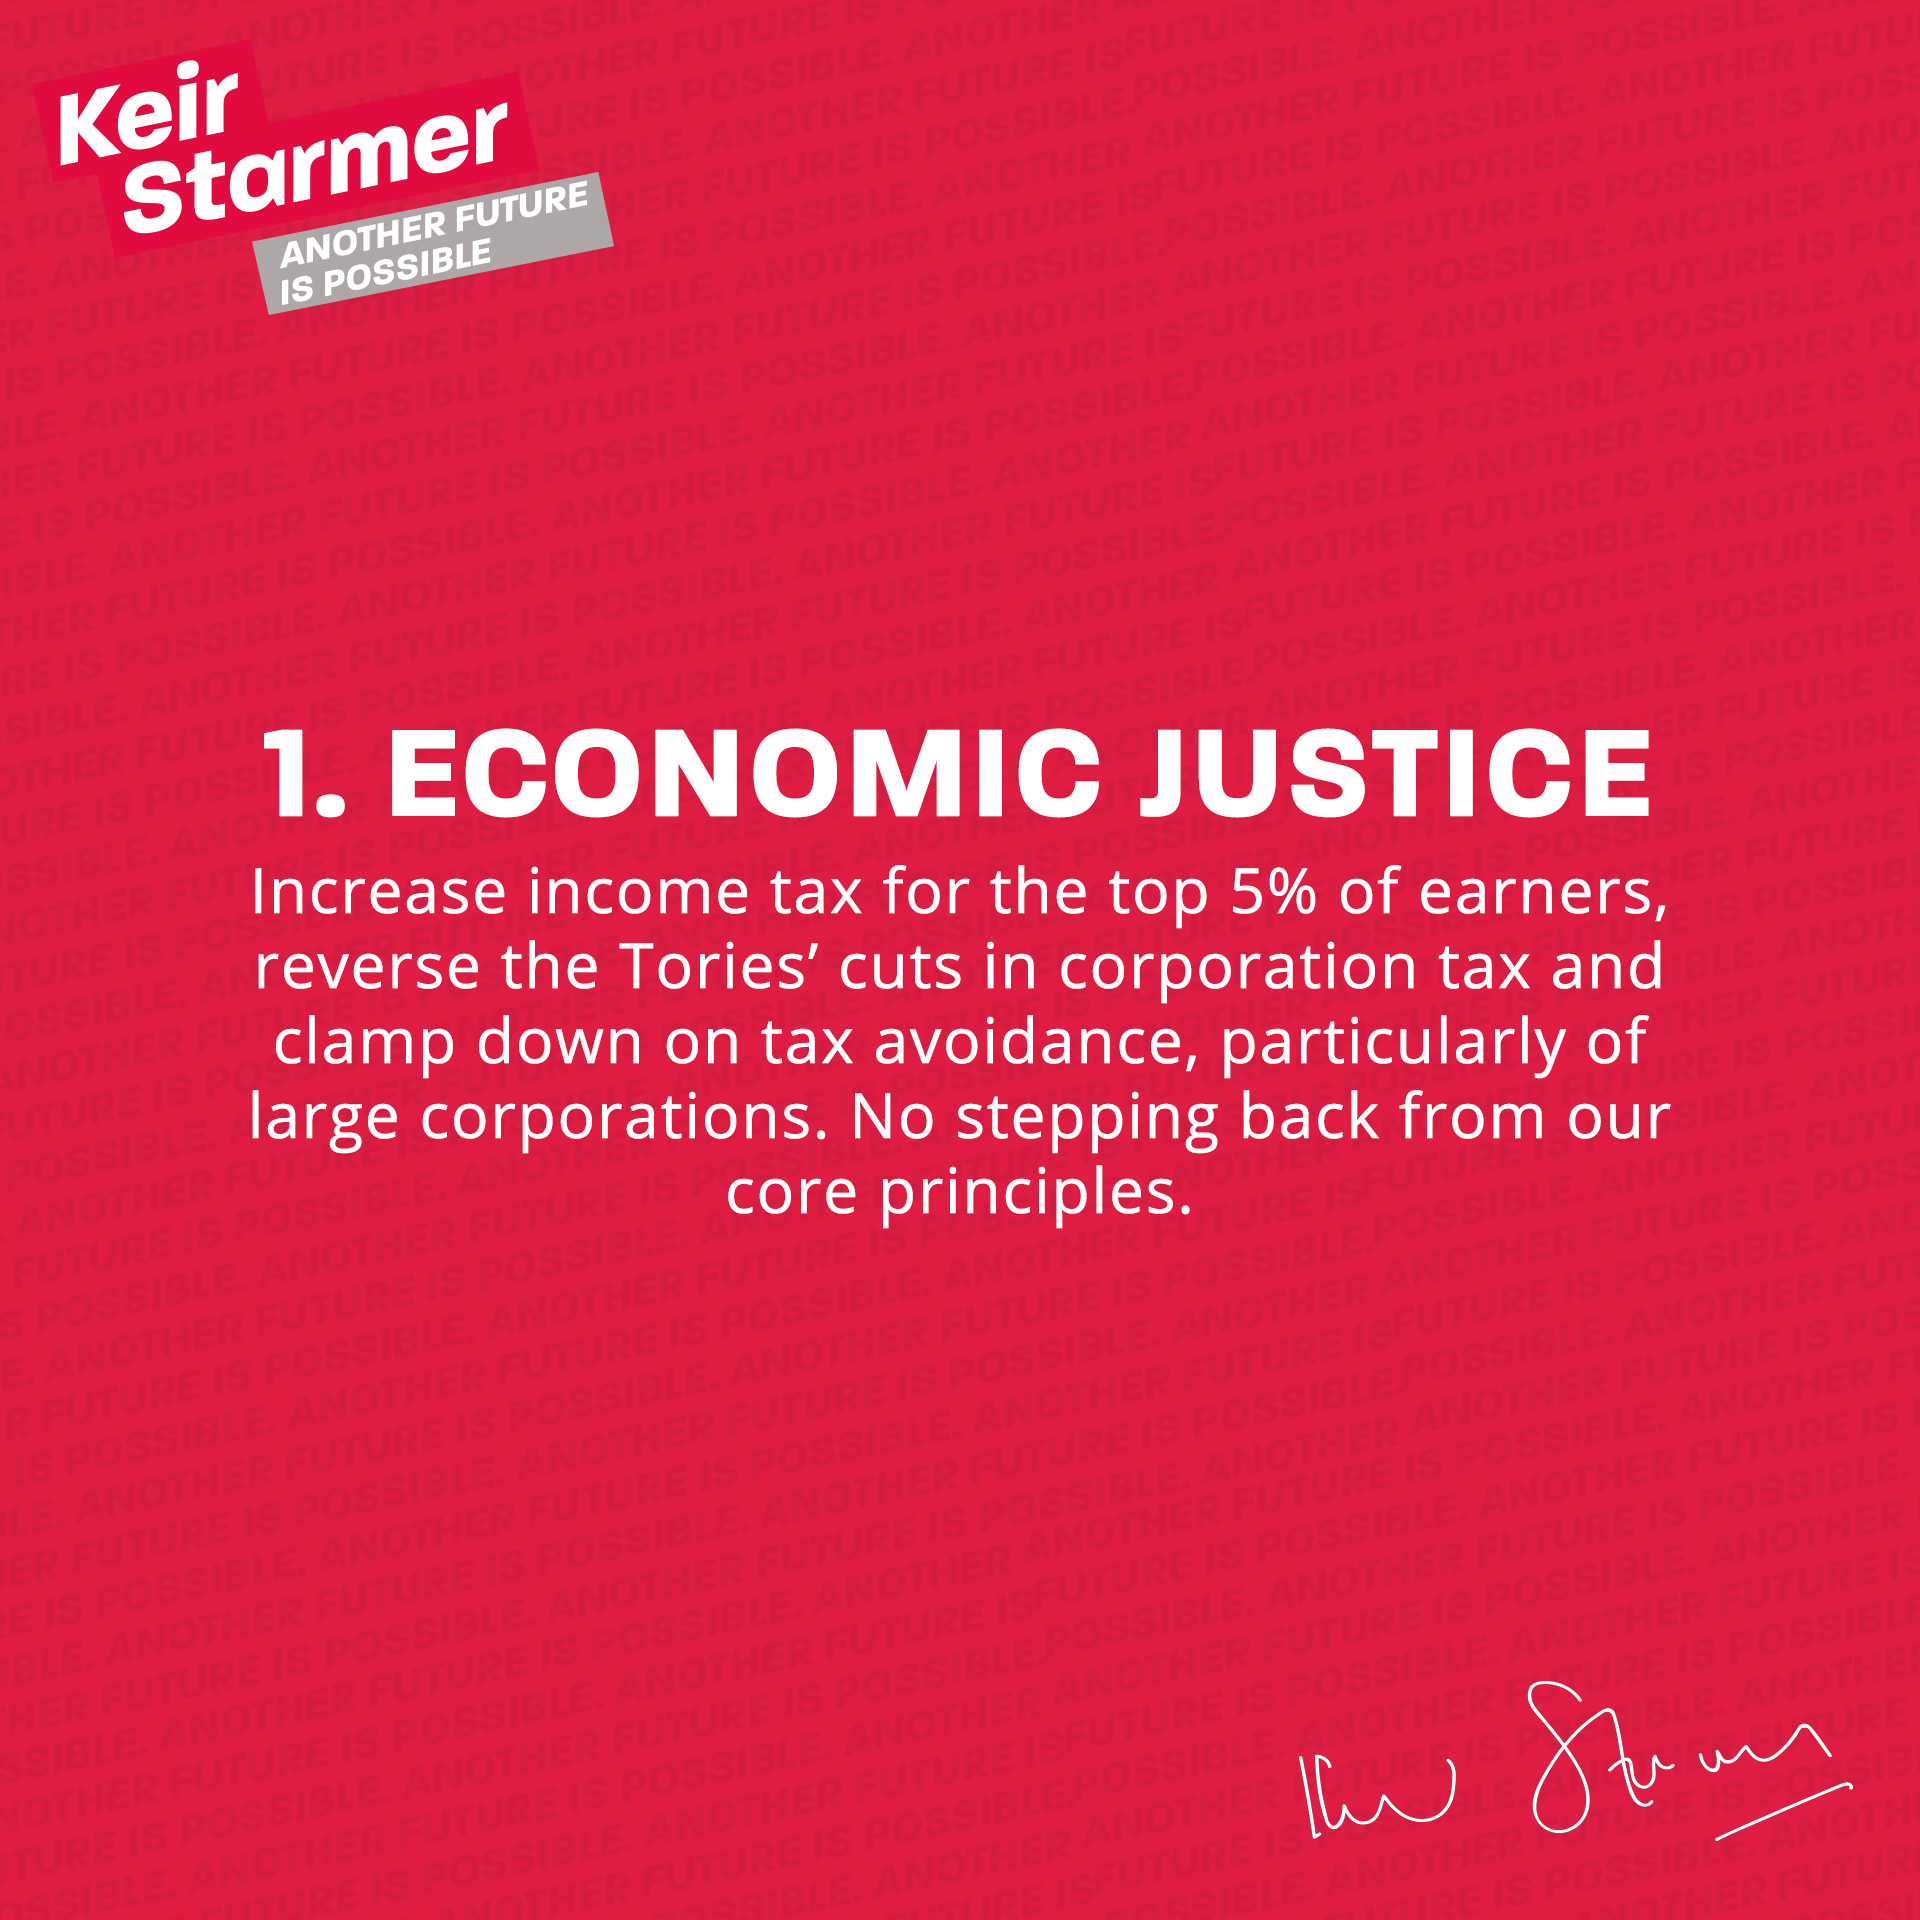 Keir
Starmer
ANOTHER FUTURE
IS POSSIBLE
1. ECONOMIC JUSTICE
Increase income tax for the top 5% of earners,
reverse the Tories’ cuts in corporation tax and
clamp down on tax avoidance, particularly of
large corporations. No stepping back from our
core principles.
Keir Starmer